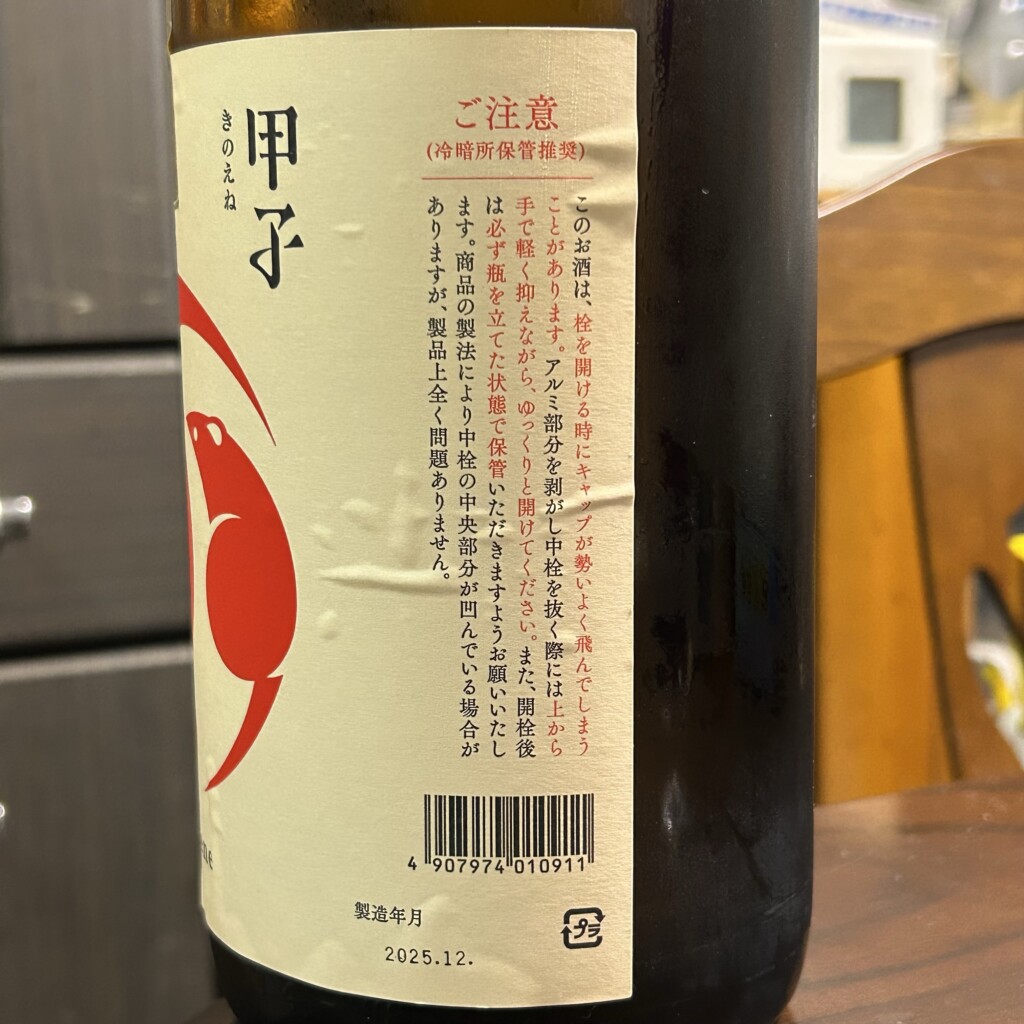 甲子
きのえね
ご注意
(冷暗所保管推奨)
このお酒は、栓を開ける時にキャップが勢いよく飛んでしまう
ことがあります。アルミ部分を剥がし中栓を抜く際には上から
手で軽く抑えながら、ゆっくりと開けてください。また、開栓後
は必ず瓶を立てた状態で保管いただきますようお願いいたし
ます。商品の製法により中栓の中央部分が凹んでいる場合が
ありますが、製品上全く問題ありません。
4 907974 010911
製造年月
2025.12.
プラ